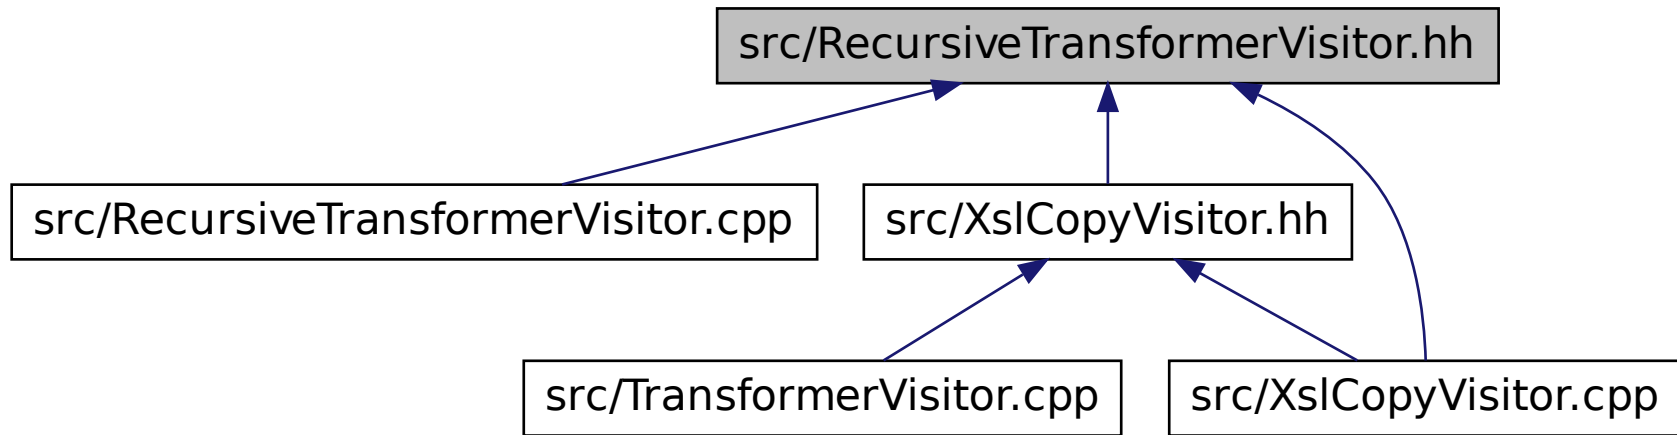 src/RecursiveTransformerVisitor.hh
src/RecursiveTransformerVisitor.cpp
src/XslCopyVisitor.hh
src/TransformerVisitor.cpp
src/XslCopyVisitor.cpp